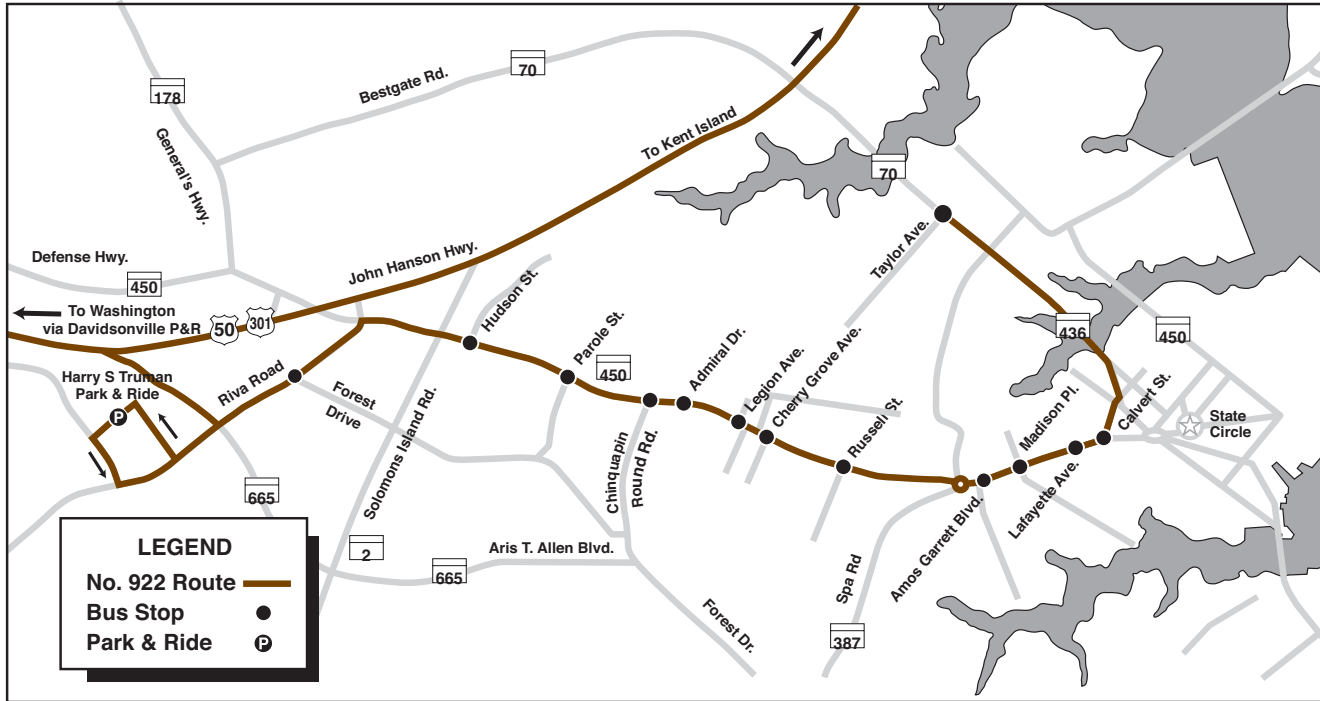 178
Bestgate Rd.
70
General's Hwy.
To Kent Island
70
Defense Hwy.
450
John Hanson Hwy.
Taylor Ave.
To Washington
via Davidsonville P&R
50
301
Hudson St.
436
450
Harry S Truman
Park & Ride
P
Riva Road
Forest
Drive
Solomons Island Rd.
Parole St.
450
Admiral Dr.
Legion Ave.
Cherry Grove Ave.
Russell St.
Madison Pl.
Calvert St.
State
Circle
Chinquapin
Round Rd.
665
2
665
Aris T. Allen Blvd.
Forest Dr.
Spa Rd
387
Amos Garrett Blvd.
Lafayette Ave.
LEGEND
No. 922 Route
Bus Stop
Park & Ride P